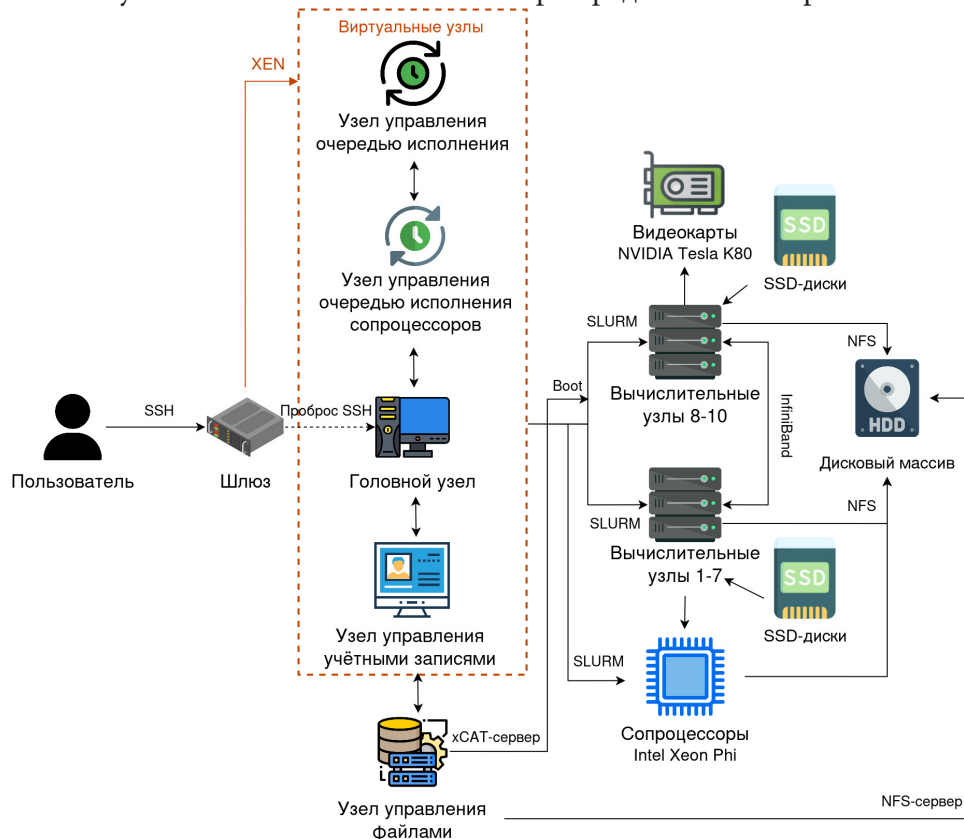 Виртуальные узлы
XEN
Узел управления
очередью исполнения
Узел управления
очередью исполнения
сопроцессоров
Видеокарты
NVIDIA Tesla K80
SSD
SSD-диски
SLURM
NFS
Вычислительные
узлы 8-10
Boot
InfiniBand
HDD
Дисковый массив
SSH
Проброс SSH
Пользователь
Шлюз
Головной узел
NFS
SLURM
Вычислительные
узлы 1-7
SSD
SSD-диски
Узел управления
учётными записями
SLURM
Сопроцессоры
Intel Xeon Phi
xCAT-сервер
Узел управления
файлами
NFS-сервер